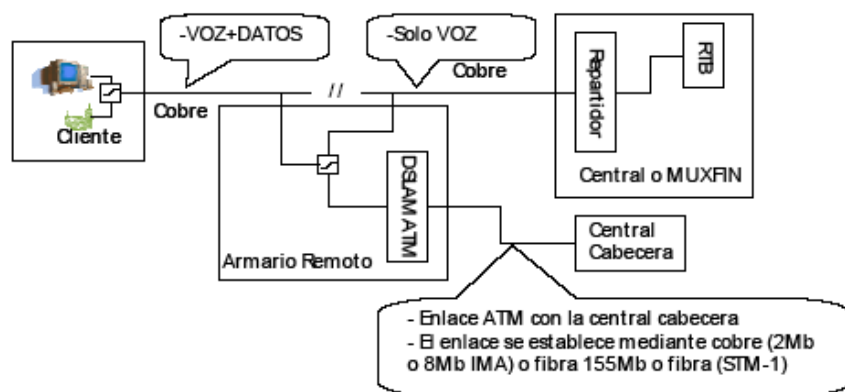 -VOZ+DATOS
-Solo VOZ
Cobre
Repartidor
RTB
Cliente
Cobre
Central o MUXFIN
DSLAM ATM
Armario Remoto
Central
Cabecera
- Enlace ATM con la central cabecera
- El enlace se establece mediante cobre (2Mb
o 8Mb IMA) o fibra 155Mb o fibra (STM-1)